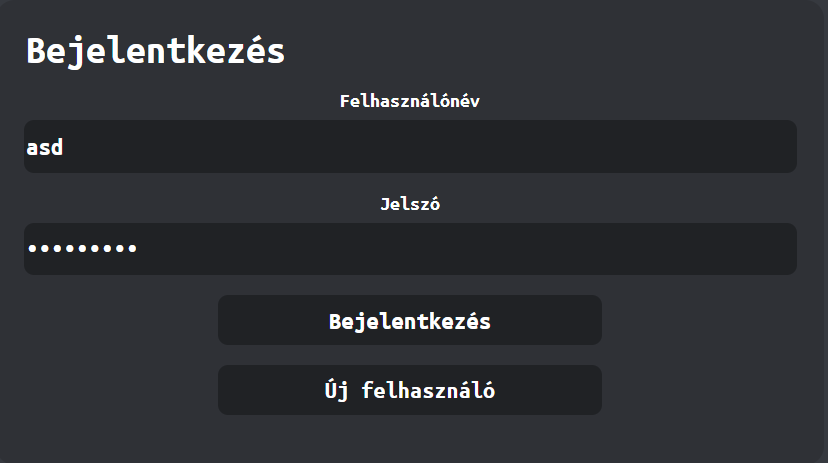 Bejelentkezés
Felhasználónév
asd
Jelszó
•••••••••
Bejelentkezés
Új felhasználó